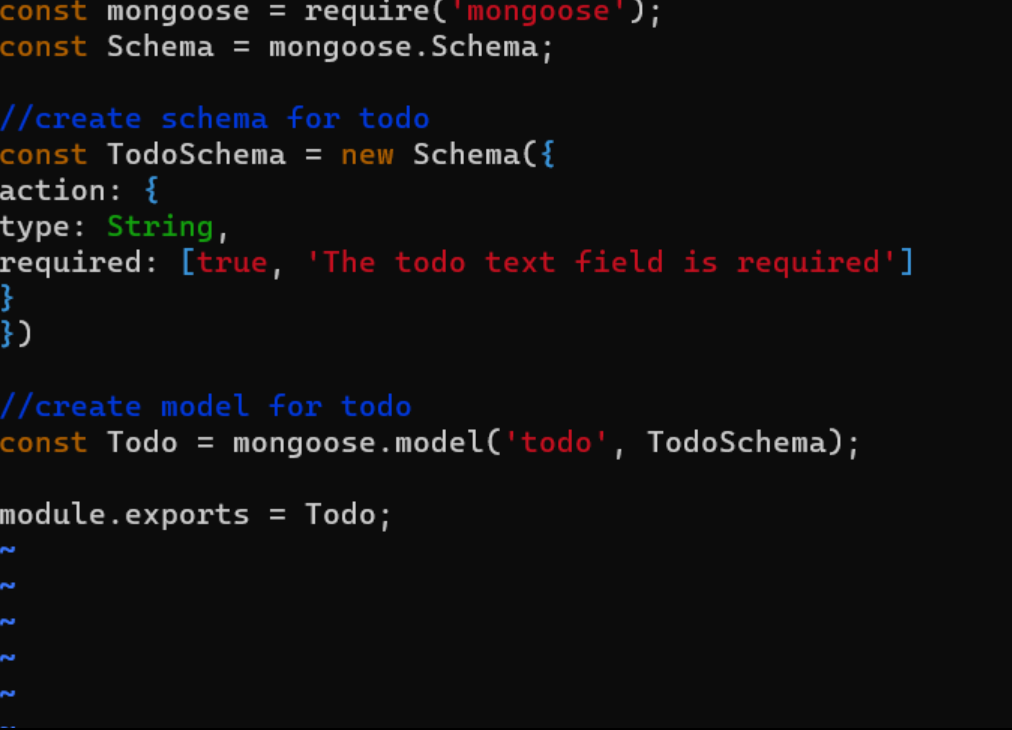 const mongoose = require('mongoose');
const Schema = mongoose.Schema;
//create schema for todo
const TodoSchema = new Schema({
action: {
type: String,
required: [true, 'The todo text field is required']
}
})
//create model for todo
const Todo = mongoose.model('todo', TodoSchema);
module.exports = Todo;
~
~
~
~
~
~